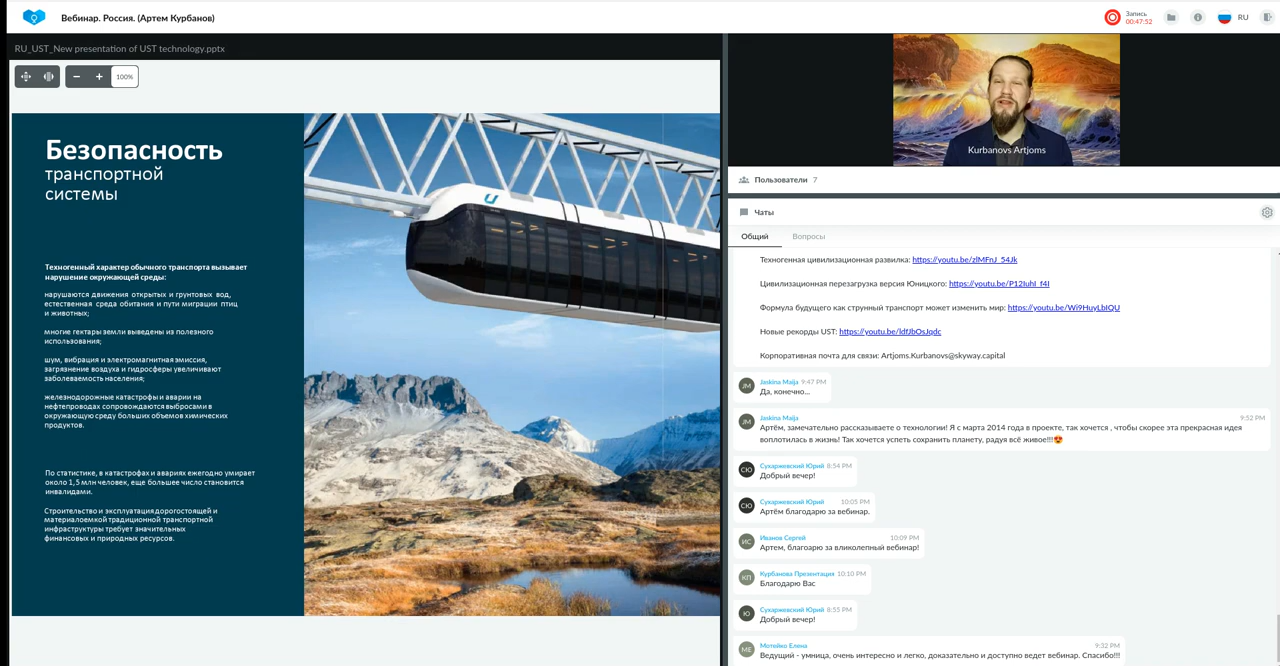 Вебинар. Россия. (Артем Курбанов)
Запись
00:47:52
RU
RU_UST_New presentation of UST technology.pptx
100%
Безопасность
транспортной
системы
Техногенный характер обычного транспорта вызывает
нарушение окружающей среды:
нарушаются движения открытых и грунтовых вод,
естественная среда обитания и пути миграции птиц
и животных;
многие гектары земли выведены из полезного
использования;
шум, вибрация и электромагнитная эмиссия,
загрязнение воздуха и гидросферы увеличивают
заболеваемость населения;
железнодорожные катастрофы и аварии на
нефтепроводах сопровождаются выбросами в
окружающую среду больших объемов химических
продуктов.
По статистике, в катастрофах и авариях ежегодно умирает
около 1,5 млн человек, еще большее число становится
инвалидами.
Строительство и эксплуатация дорогостоящей и
материалоемкой традиционной транспортной
инфраструктуры требует значительных
финансовых и природных ресурсов.
Kurbanovs Artjoms
Пользователи 7
Чаты
Общий Вопросы
Техногенная цивилизационная развилка: https://youtu.be/zlMFnJ_54Jk
Цивилизационная перезагрузка версия Юницкого: https://youtu.be/P12IuhI_f4I
Формула будущего как струнный транспорт может изменить мир: https://youtu.be/Wi9HuyLbIQU
Новые рекорды UST: https://youtu.be/ldfJbOsJqdc
Корпоративная почта для связи: Artjoms.Kurbanovs@skyway.capital
JM Jaskina Maija 9:47 PM
Да, конечно...
JM Jaskina Maija 9:52 PM
Артём, замечательно рассказываете о технологии! Я с марта 2014 года в проекте, так хочется , чтобы скорее эта прекрасная идея
воплотилась в жизнь! Так хочется успеть сохранить планету, радуя всё живое!!!😍
СЮ Сухаржевский Юрий 8:54 PM
Добрый вечер!
СЮ Сухаржевский Юрий 10:05 PM
Артём благодарю за вебинар.
ИС Иванов Сергей 10:09 PM
Артем, благоарю за вликолепный вебинар!
КП Курбанова Презентация 10:10 PM
Благодарю Вас
Ю Сухаржевский Юрий 8:55 PM
Добрый вечер!
МЕ Мотейко Елена 9:32 PM
Ведущий - умница, очень интересно и легко, доказательно и доступно ведет вебинар. Спасибо!!!